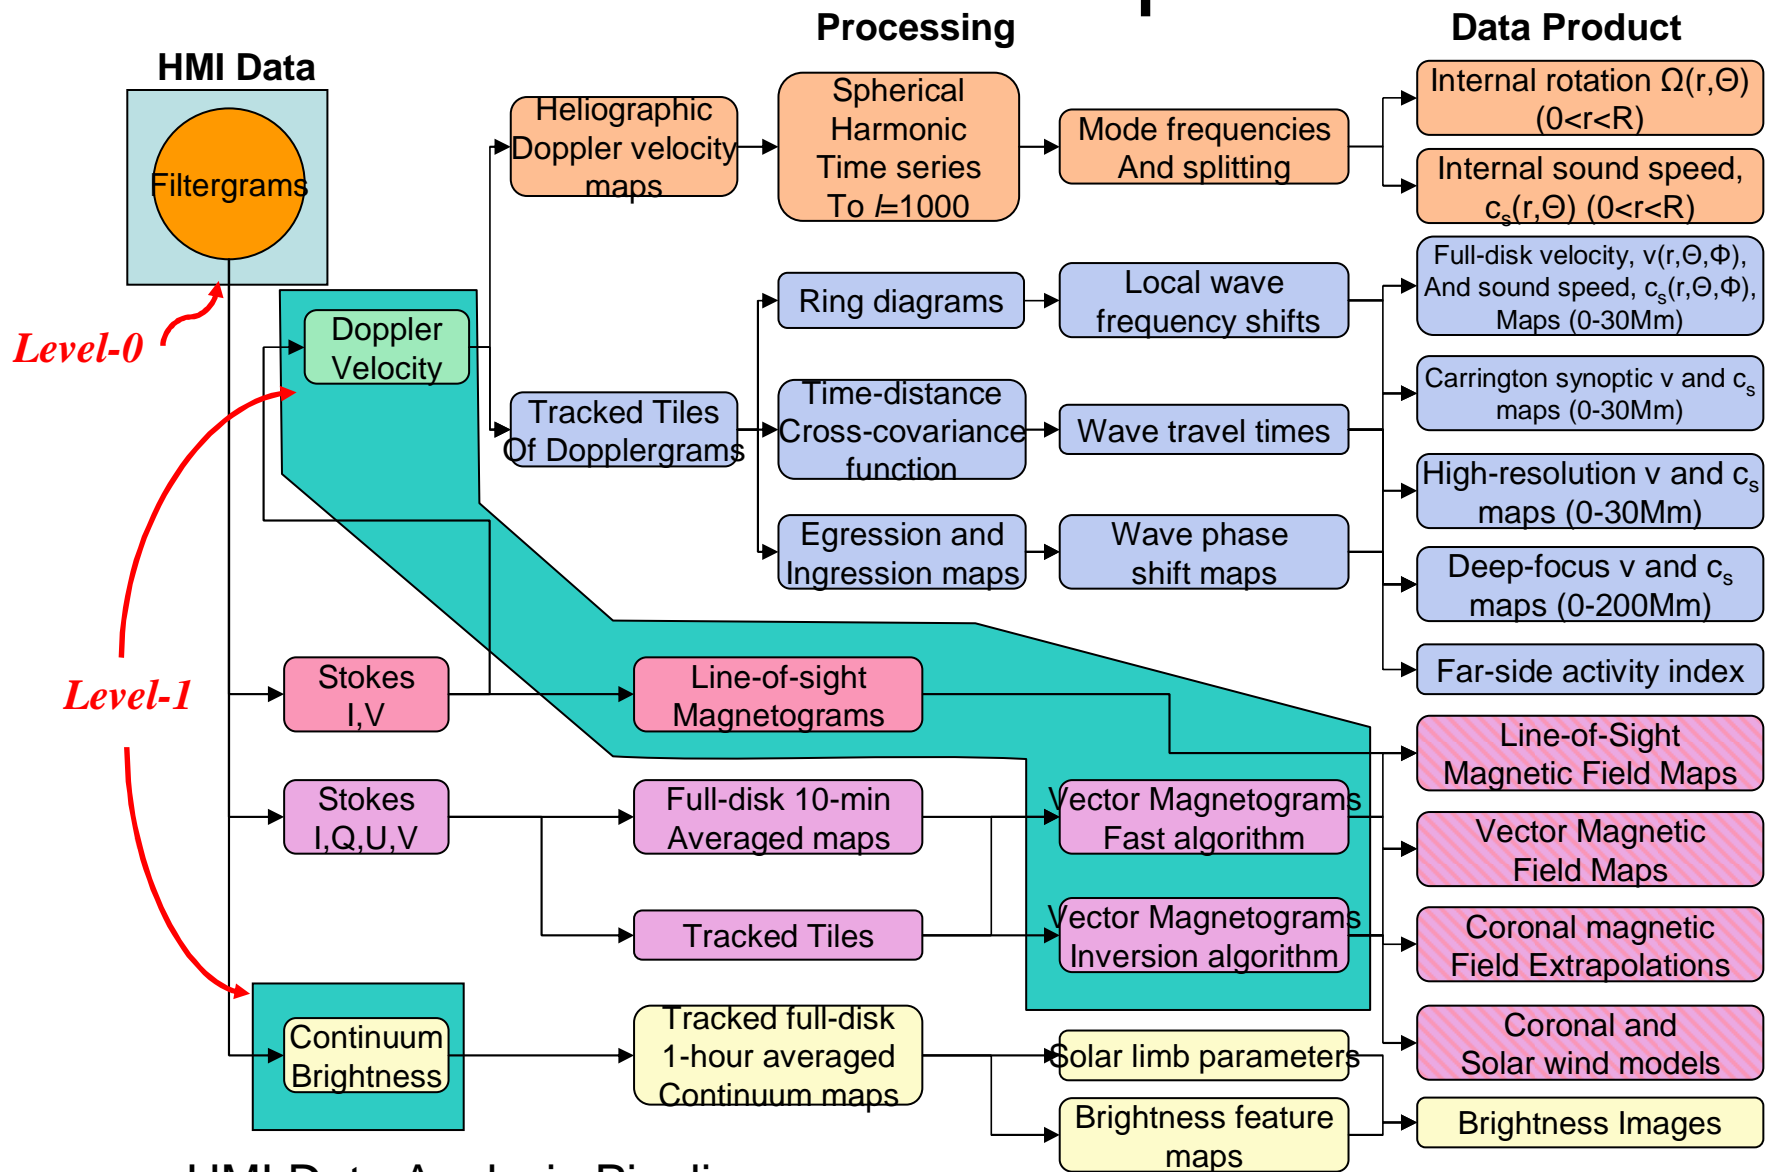 Processing
Data Product
HMI Data
Filtergrams
Level-0
Level-1
Doppler
Velocity
Stokes
I,V
Stokes
I,Q,U,V
Continuum
Brightness
Heliographic
Doppler velocity
maps
Tracked Tiles
Of Dopplergrams
Spherical
Harmonic
Time series
To l=1000
Ring diagrams
Time-distance
Cross-covariance
function
Egression and
Ingression maps
Line-of-sight
Magnetograms
Full-disk 10-min
Averaged maps
Tracked Tiles
Tracked full-disk
1-hour averaged
Continuum maps
Mode frequencies
And splitting
Local wave
frequency shifts
Wave travel times
Wave phase
shift maps
Vector Magnetograms
Fast algorithm
Vector Magnetograms
Inversion algorithm
Solar limb parameters
Brightness feature
maps
Internal rotation Ω(r,Θ)
(0<r<R)
Internal sound speed,
cs(r,Θ) (0<r<R)
Full-disk velocity, v(r,Θ,Φ),
And sound speed, cs(r,Θ,Φ),
Maps (0-30Mm)
Carrington synoptic v and cs
maps (0-30Mm)
High-resolution v and cs
maps (0-30Mm)
Deep-focus v and cs
maps (0-200Mm)
Far-side activity index
Line-of-Sight
Magnetic Field Maps
Vector Magnetic
Field Maps
Coronal magnetic
Field Extrapolations
Coronal and
Solar wind models
Brightness Images
HMI Data Analysis Pipeline